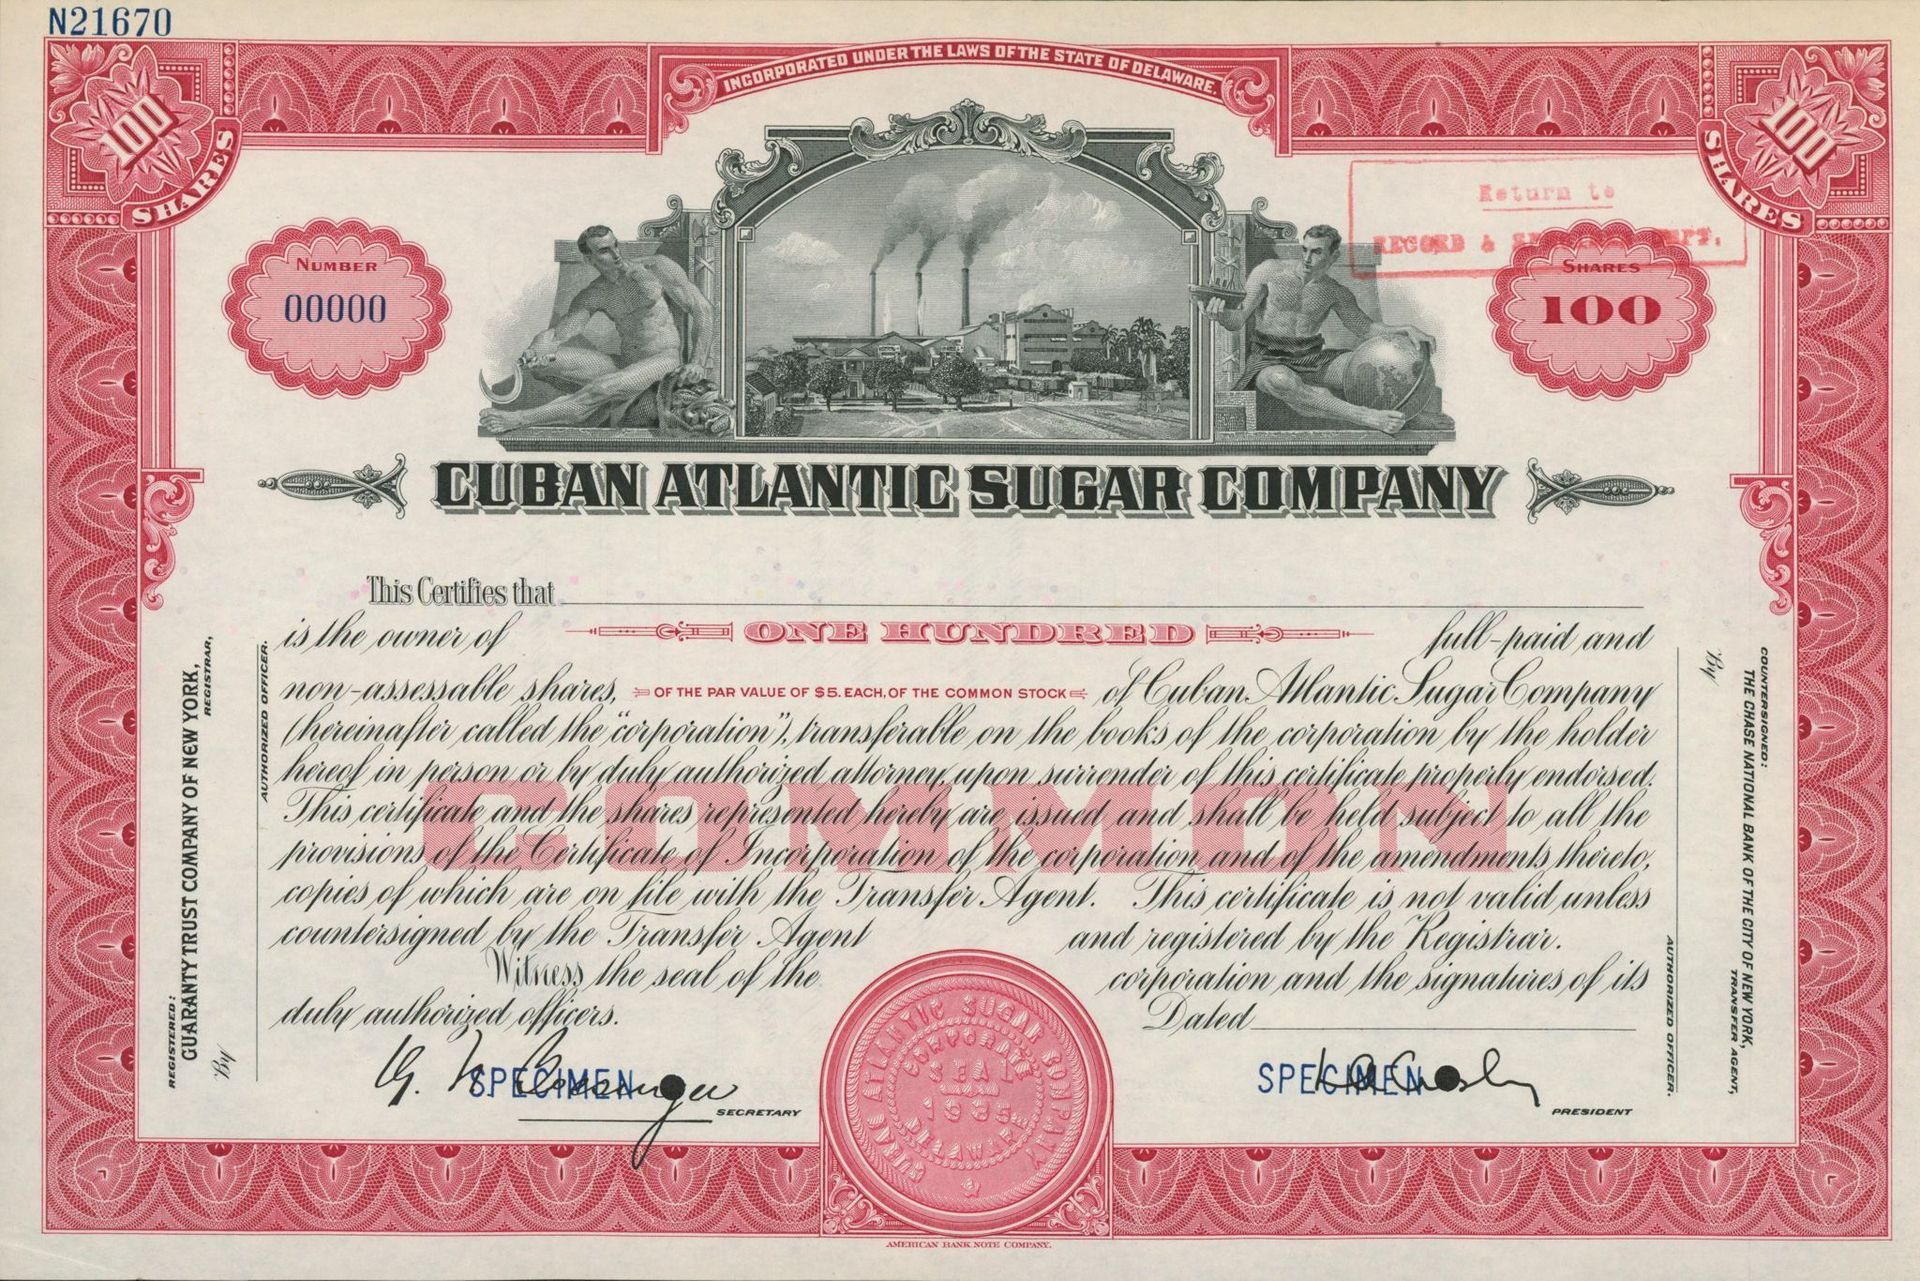 N21670
INCORPORATED UNDER THE LAWS OF THE STATE OF DELAWARE.
100
SHARES
100
SHARES
Return to
RECORD & DEPT.
NUMBER
00000
SHARES
100
CUBAN ATLANTIC SUGAR COMPANY
This Certifies that
is the owner of ONE HUNDRED full-paid and
non-assessable shares, OF THE PAR VALUE OF $5. EACH, OF THE COMMON STOCK of Cuban Atlantic Sugar Company
(hereinafter called the "corporation"), transferable on the books of the corporation by the holder
hereof in person or by duly authorized attorney, upon surrender of this certificate properly endorsed.
This certificate and the shares represented hereby are issued and shall be held subject to all the
provisions of the Certificate of Incorporation of the corporation and of the amendments thereto,
copies of which are on file with the Transfer Agent. This certificate is not valid unless
countersigned by the Transfer Agent and registered by the Registrar.
Witness the seal of the corporation and the signatures of its
duly authorized officers. Dated
COMMON
SPECIMEN
SECRETARY
SPECIMEN
PRESIDENT
CUBAN ATLANTIC SUGAR COMPANY
CORPORATE
SEAL
1935
DELAWARE
REGISTERED:
GUARANTY TRUST COMPANY OF NEW YORK,
REGISTRAR,
By
AUTHORIZED OFFICER.
COUNTERSIGNED:
THE CHASE NATIONAL BANK OF THE CITY OF NEW YORK,
TRANSFER AGENT,
By
AUTHORIZED OFFICER.
AMERICAN BANK NOTE COMPANY.